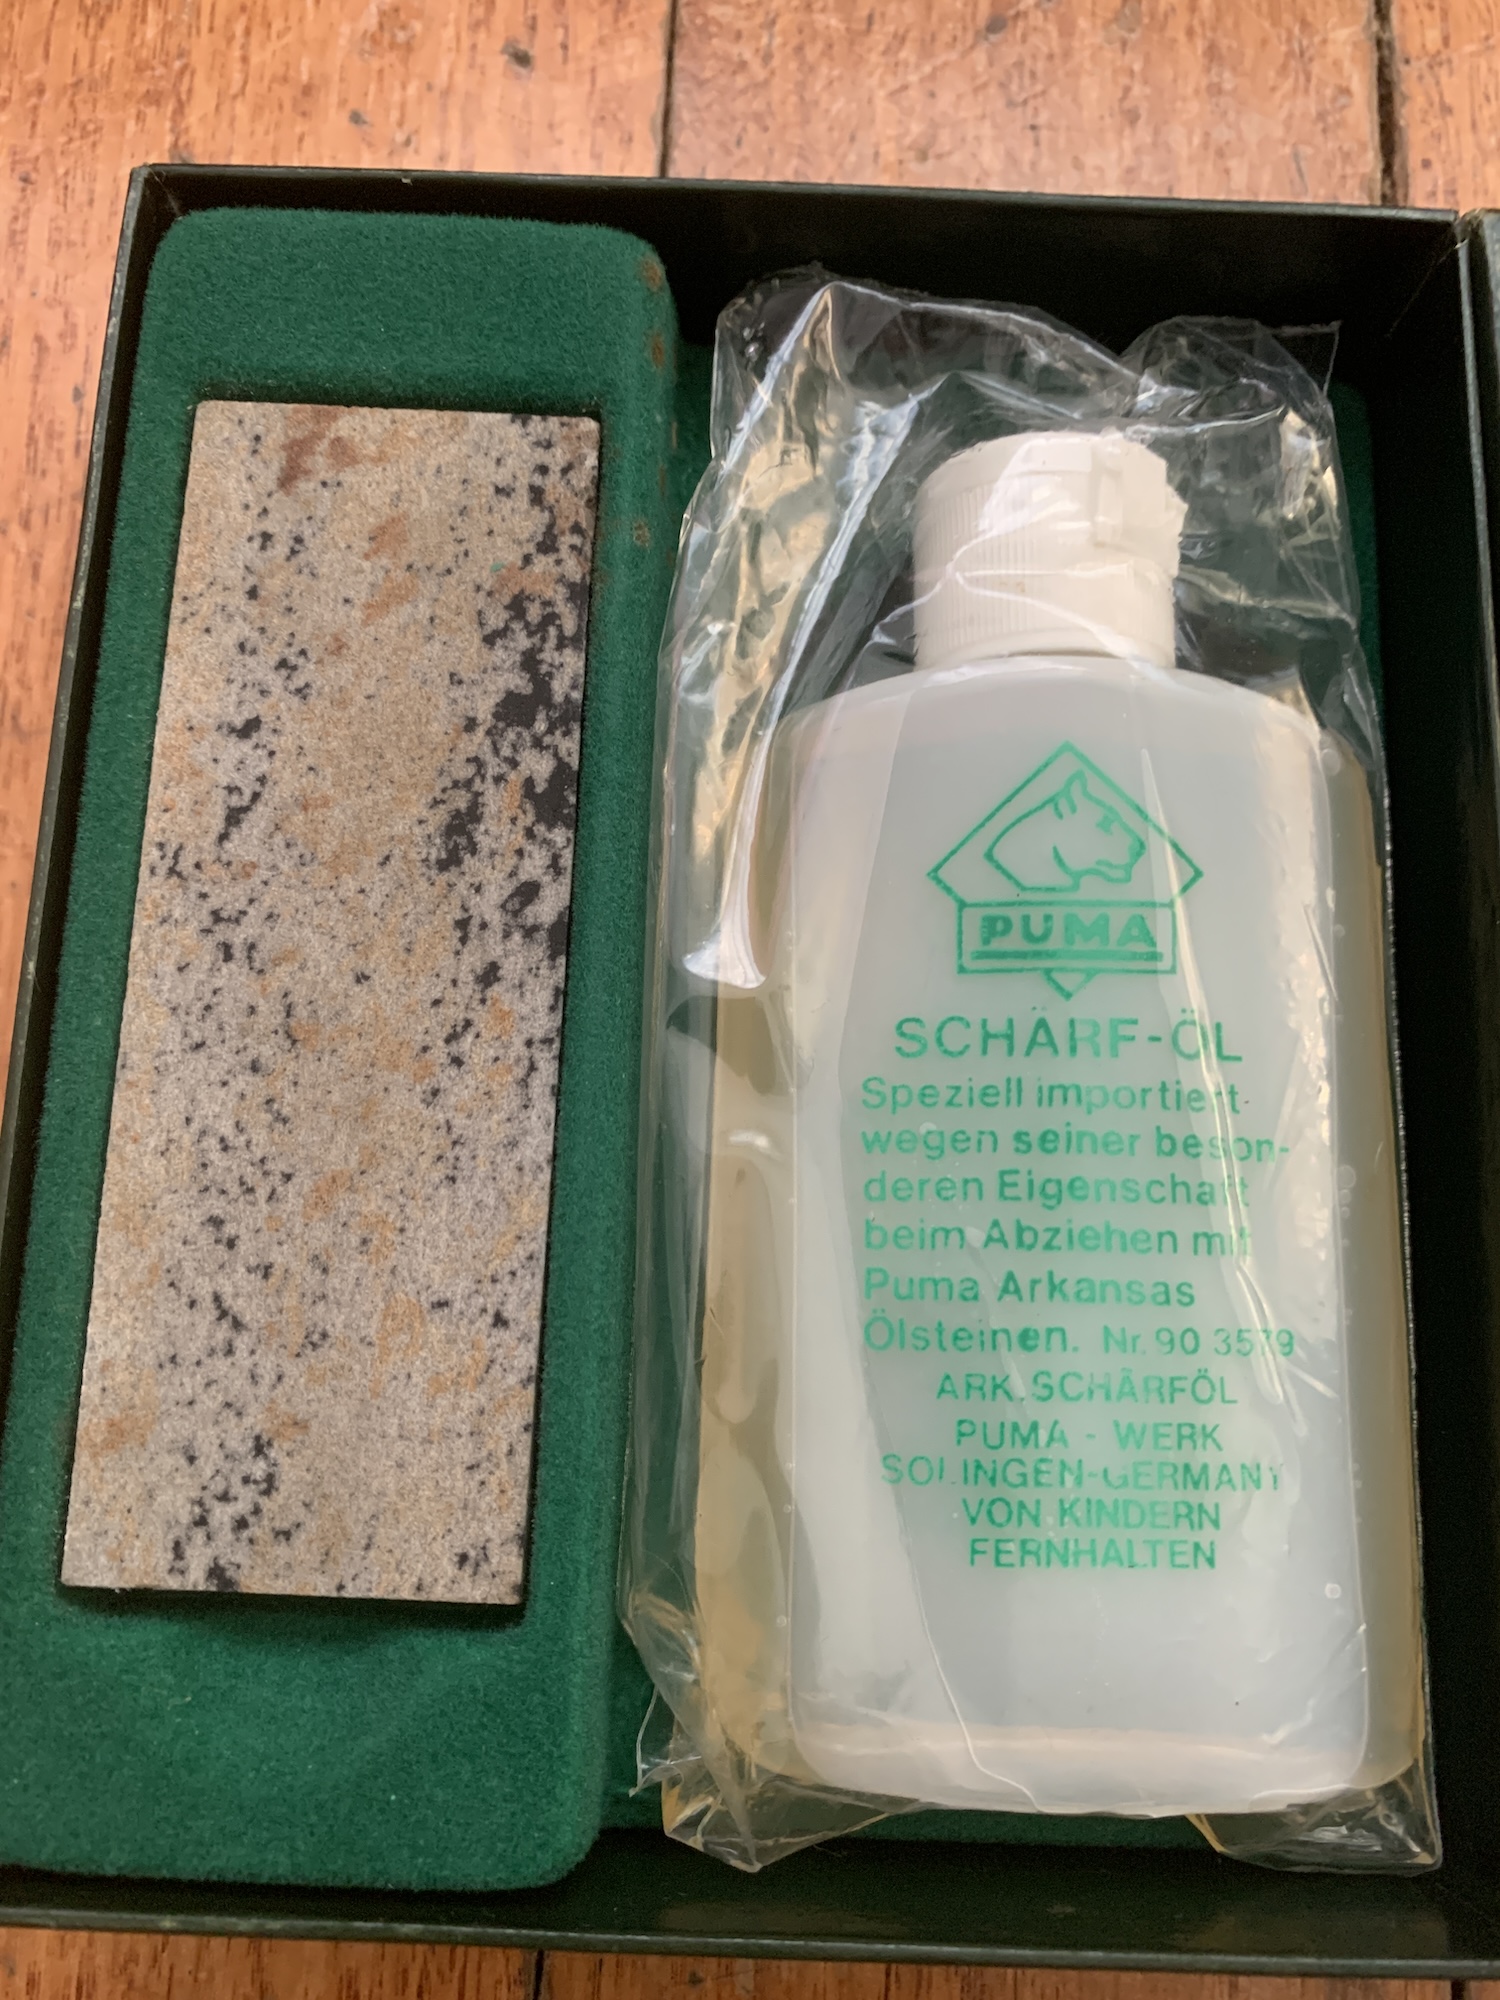 PUMA
SCHÄRF-ÖL
Speziell importiert
wegen seiner beson-
deren Eigenschaft
beim Abziehen mit
Puma Arkansas
Ölsteinen. Nr. 90 3579
ARK.SCHÄRFÖL
PUMA - WERK
SOLINGEN-GERMANY
VON KINDERN
FERNHALTEN